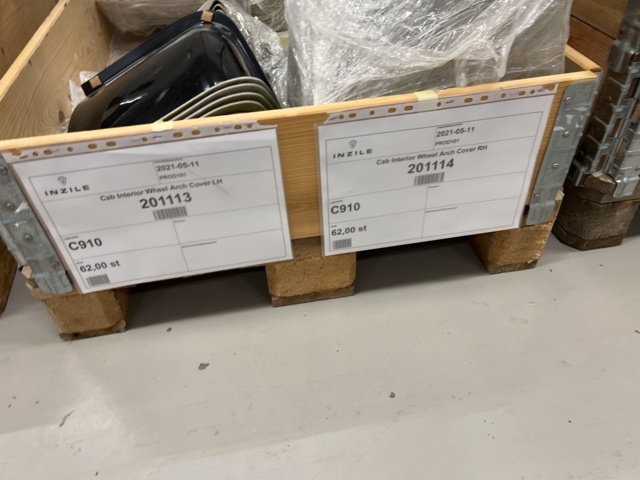 INZILE
2021-05-11
PROD101
Cab Interior Wheel Arch Cover LH
201113
C910
62,00 st
INZILE
2021-05-11
PROD101
Cab Interior Wheel Arch Cover RH
201114
C910
62,00 st